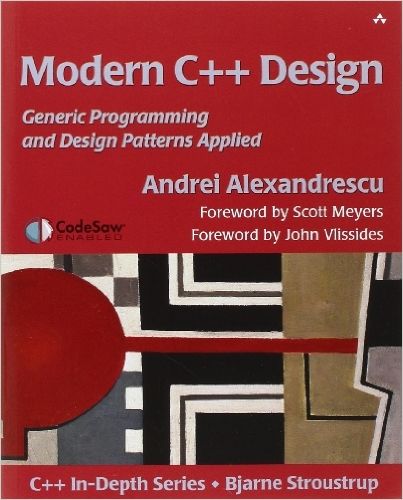 Modern C++ Design
Generic Programming
and Design Patterns Applied
Andrei Alexandrescu
Foreword by Scott Meyers
Foreword by John Vlissides
CodeSaw
ENABLED
C++ In-Depth Series • Bjarne Stroustrup